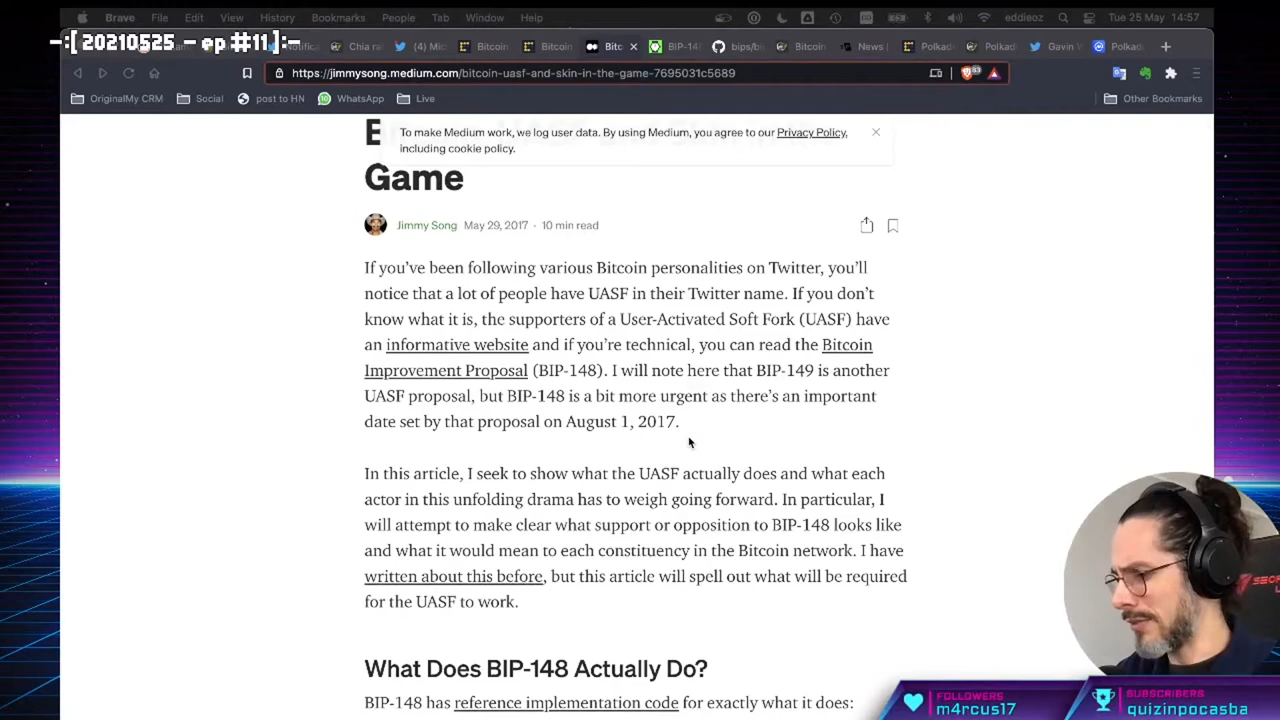 Brave File Edit View History Bookmarks People Tab Window Help eddieoz Tue 25 May 14:57
-:[ 20210525 - ep #11]:-
Chia ra Bitcoin Bitcoin Bitc BIP-14 bips/b Bitcoin News | Polkad Polkad Gavin W Polkad
https://jimmysong.medium.com/bitcoin-uasf-and-skin-in-the-game-7695031c5689
OriginalMy CRM Social post to HN WhatsApp Live Other Bookmarks
To make Medium work, we log user data. By using Medium, you agree to our Privacy Policy,
including cookie policy.
Game
Jimmy Song May 29, 2017 · 10 min read
If you've been following various Bitcoin personalities on Twitter, you'll
notice that a lot of people have UASF in their Twitter name. If you don't
know what it is, the supporters of a User-Activated Soft Fork (UASF) have
an informative website and if you're technical, you can read the Bitcoin
Improvement Proposal (BIP-148). I will note here that BIP-149 is another
UASF proposal, but BIP-148 is a bit more urgent as there's an important
date set by that proposal on August 1, 2017.
In this article, I seek to show what the UASF actually does and what each
actor in this unfolding drama has to weigh going forward. In particular, I
will attempt to make clear what support or opposition to BIP-148 looks like
and what it would mean to each constituency in the Bitcoin network. I have
written about this before, but this article will spell out what will be required
for the UASF to work.
What Does BIP-148 Actually Do?
BIP-148 has reference implementation code for exactly what it does:
FOLLOWERS
m4rcus17
SUBSCRIBERS
quizinpocasba